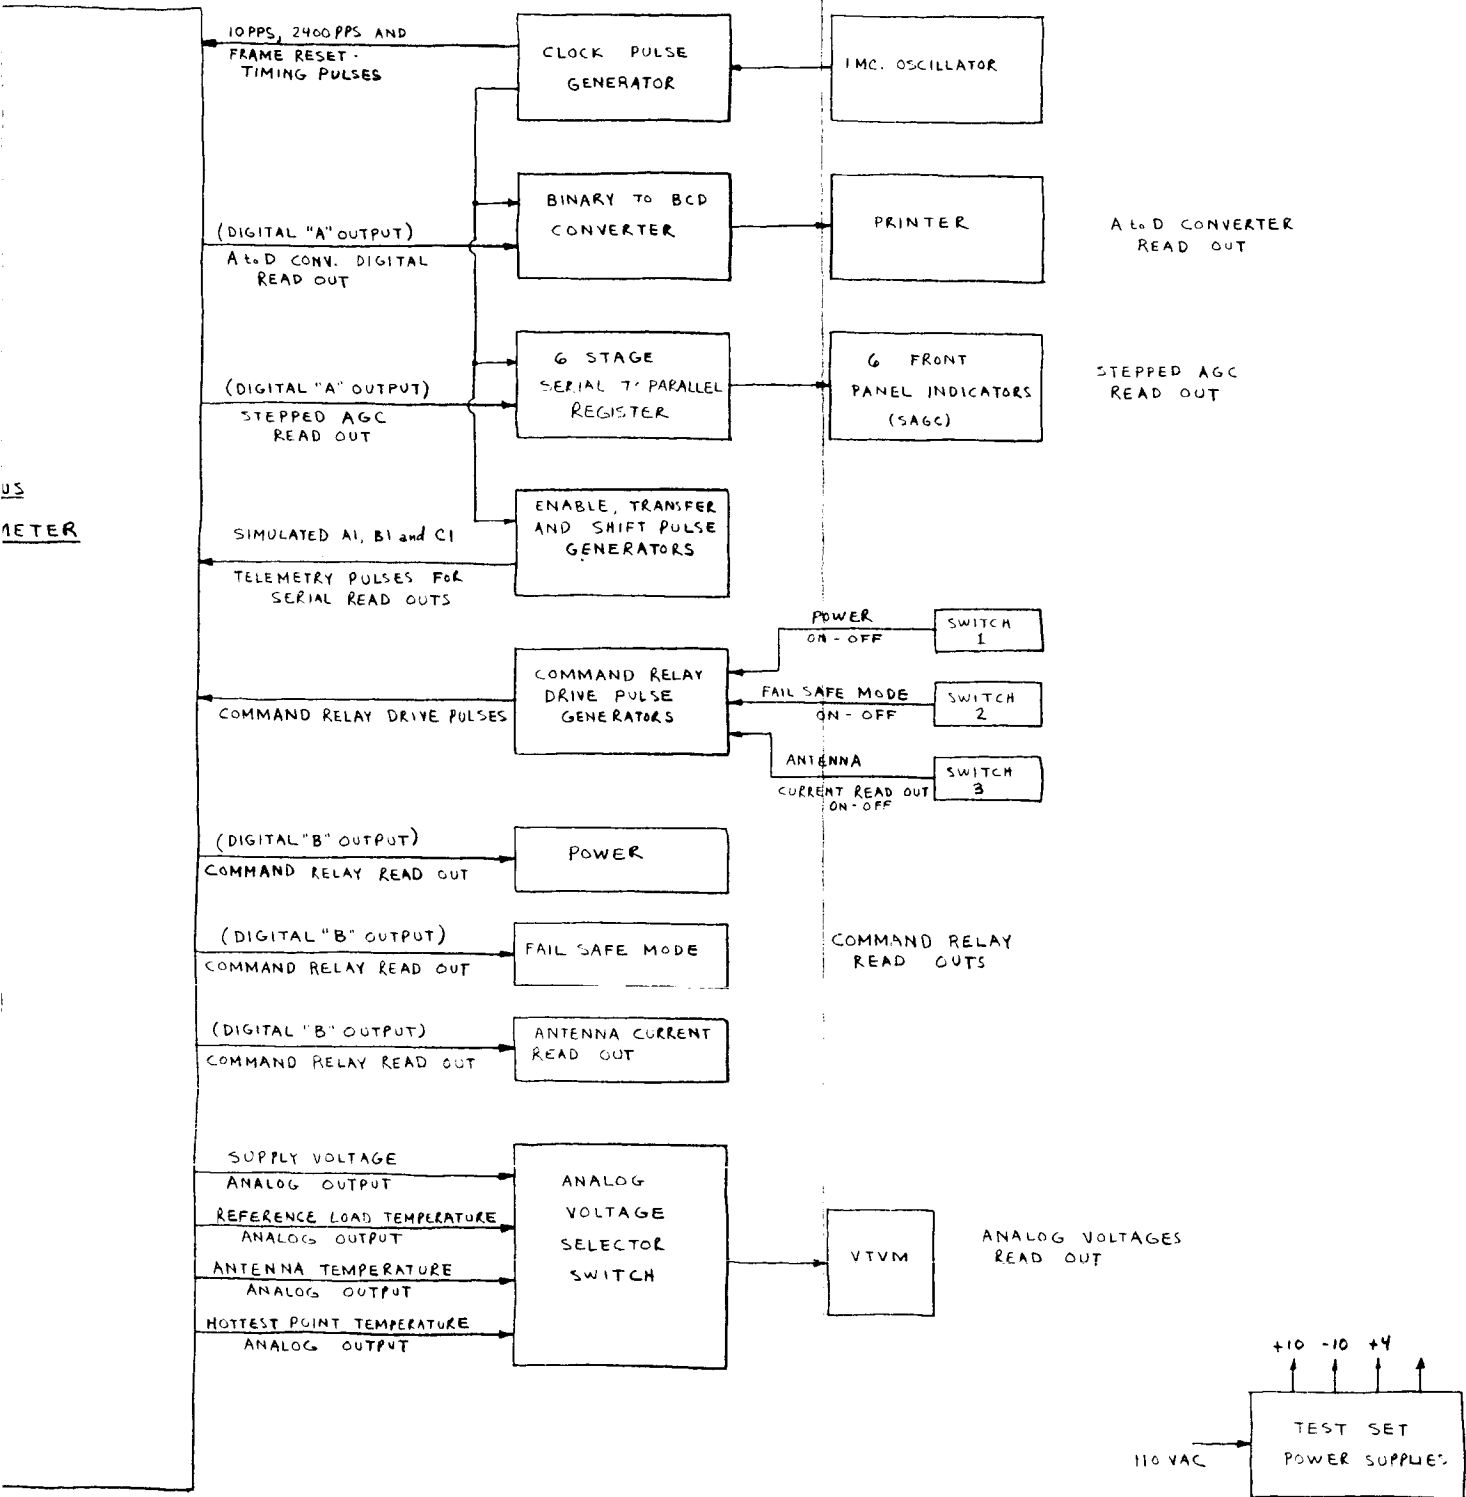 10PPS, 2400PPS AND
FRAME RESET -
TIMING PULSES
CLOCK PULSE
GENERATOR
1MC. OSCILLATOR
(DIGITAL "A" OUTPUT)
A to D CONV. DIGITAL
READ OUT
BINARY TO BCD
CONVERTER
PRINTER
A to D CONVERTER
READ OUT
(DIGITAL "A" OUTPUT)
STEPPED AGC
READ OUT
6 STAGE
SERIAL TO PARALLEL
REGISTER
6 FRONT
PANEL INDICATORS
(SAGC)
STEPPED AGC
READ OUT
US
METER
SIMULATED A1, B1 and C1
TELEMETRY PULSES FOR
SERIAL READ OUTS
ENABLE, TRANSFER
AND SHIFT PULSE
GENERATORS
COMMAND RELAY DRIVE PULSES
COMMAND RELAY
DRIVE PULSE
GENERATORS
POWER
ON - OFF
SWITCH
1
FAIL SAFE MODE
ON - OFF
SWITCH
2
ANTENNA
CURRENT READ OUT
ON - OFF
SWITCH
3
(DIGITAL "B" OUTPUT)
COMMAND RELAY READ OUT
POWER
(DIGITAL "B" OUTPUT)
COMMAND RELAY READ OUT
FAIL SAFE MODE
COMMAND RELAY
READ OUTS
(DIGITAL "B" OUTPUT)
COMMAND RELAY READ OUT
ANTENNA CURRENT
READ OUT
SUPPLY VOLTAGE
ANALOG OUTPUT
REFERENCE LOAD TEMPERATURE
ANALOG OUTPUT
ANTENNA TEMPERATURE
ANALOG OUTPUT
HOTTEST POINT TEMPERATURE
ANALOG OUTPUT
ANALOG
VOLTAGE
SELECTOR
SWITCH
VTVM
ANALOG VOLTAGES
READ OUT
+10 -10 +4
110 VAC
TEST SET
POWER SUPPLIES